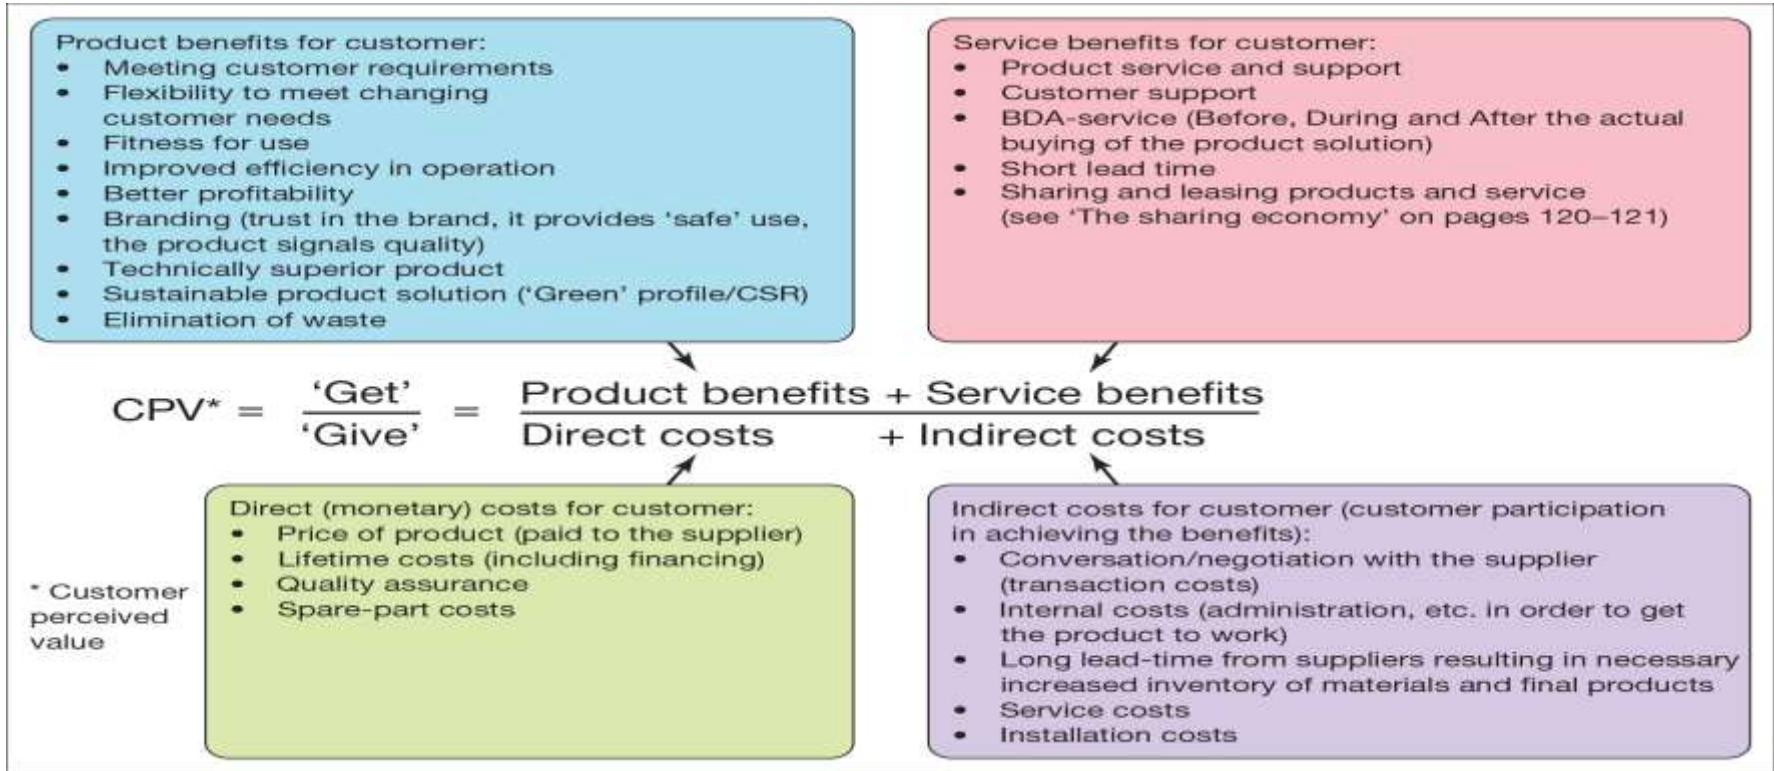 Product benefits for customer:
• Meeting customer requirements
• Flexibility to meet changing
customer needs
• Fitness for use
• Improved efficiency in operation
• Better profitability
• Branding (trust in the brand, it provides ‘safe’ use,
the product signals quality)
• Technically superior product
• Sustainable product solution (‘Green’ profile/CSR)
• Elimination of waste
Service benefits for customer:
• Product service and support
• Customer support
• BDA-service (Before, During and After the actual
buying of the product solution)
• Short lead time
• Sharing and leasing products and service
(see ‘The sharing economy’ on pages 120–121)
CPV* = ‘Get’ / ‘Give’ = Product benefits + Service benefits / Direct costs + Indirect costs
Direct (monetary) costs for customer:
• Price of product (paid to the supplier)
• Lifetime costs (including financing)
• Quality assurance
• Spare-part costs
* Customer
perceived
value
Indirect costs for customer (customer participation
in achieving the benefits):
• Conversation/negotiation with the supplier
(transaction costs)
• Internal costs (administration, etc. in order to get
the product to work)
• Long lead-time from suppliers resulting in necessary
increased inventory of materials and final products
• Service costs
• Installation costs